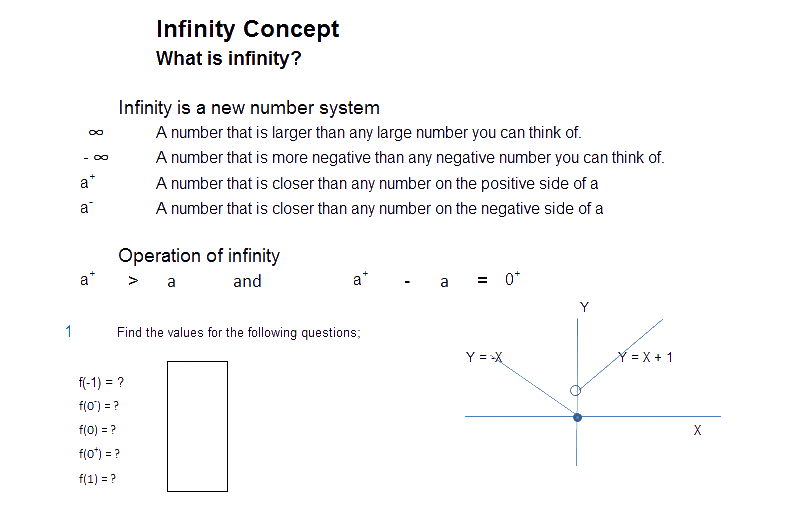 Infinity Concept
What is infinity?
Infinity is a new number system
∞ A number that is larger than any large number you can think of.
- ∞ A number that is more negative than any negative number you can think of.
a⁺ A number that is closer than any number on the positive side of a
a⁻ A number that is closer than any number on the negative side of a
Operation of infinity
a⁺ > a and a⁺ - a = 0⁺
1 Find the values for the following questions;
f(-1) = ?
f(0⁻) = ?
f(0) = ?
f(0⁺) = ?
f(1) = ?
Y
Y = -X Y = X + 1
X